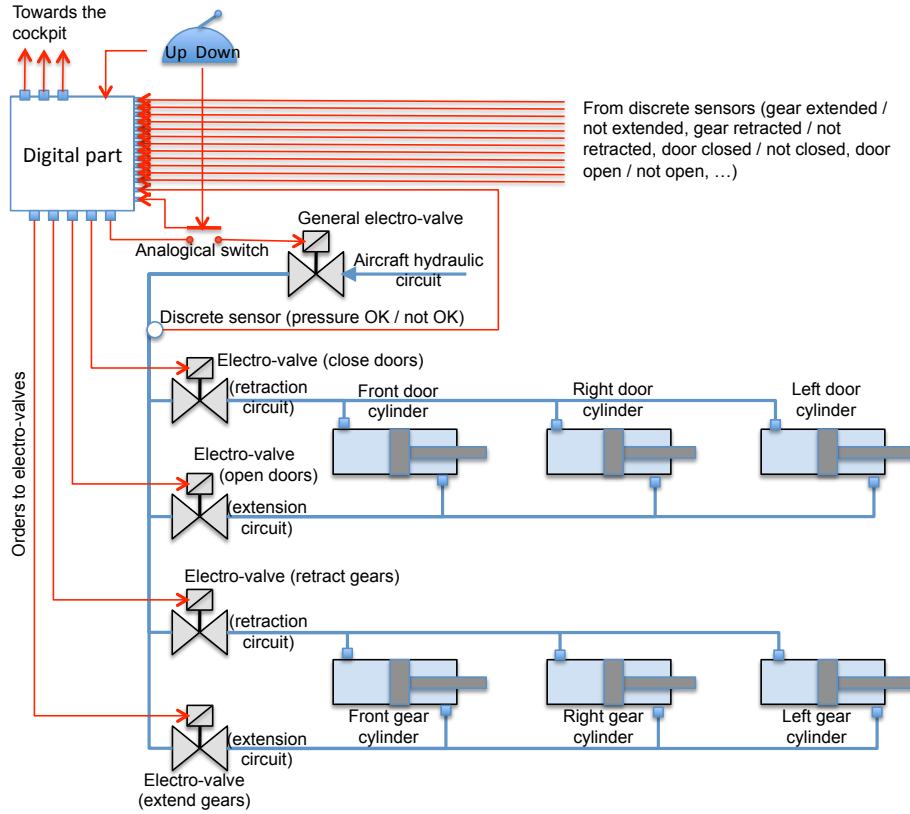 Towards the
cockpit
Up Down
Digital part
From discrete sensors (gear extended /
not extended, gear retracted / not
retracted, door closed / not closed, door
open / not open, …)
General electro-valve
Analogical switch
Aircraft hydraulic
circuit
Discrete sensor (pressure OK / not OK)
Electro-valve (close doors)
(retraction
circuit)
Front door
cylinder
Right door
cylinder
Left door
cylinder
Electro-valve
(open doors)
(extension
circuit)
Orders to electro-valves
Electro-valve (retract gears)
(retraction
circuit)
Front gear
cylinder
Right gear
cylinder
Left gear
cylinder
(extension
circuit)
Electro-valve
(extend gears)